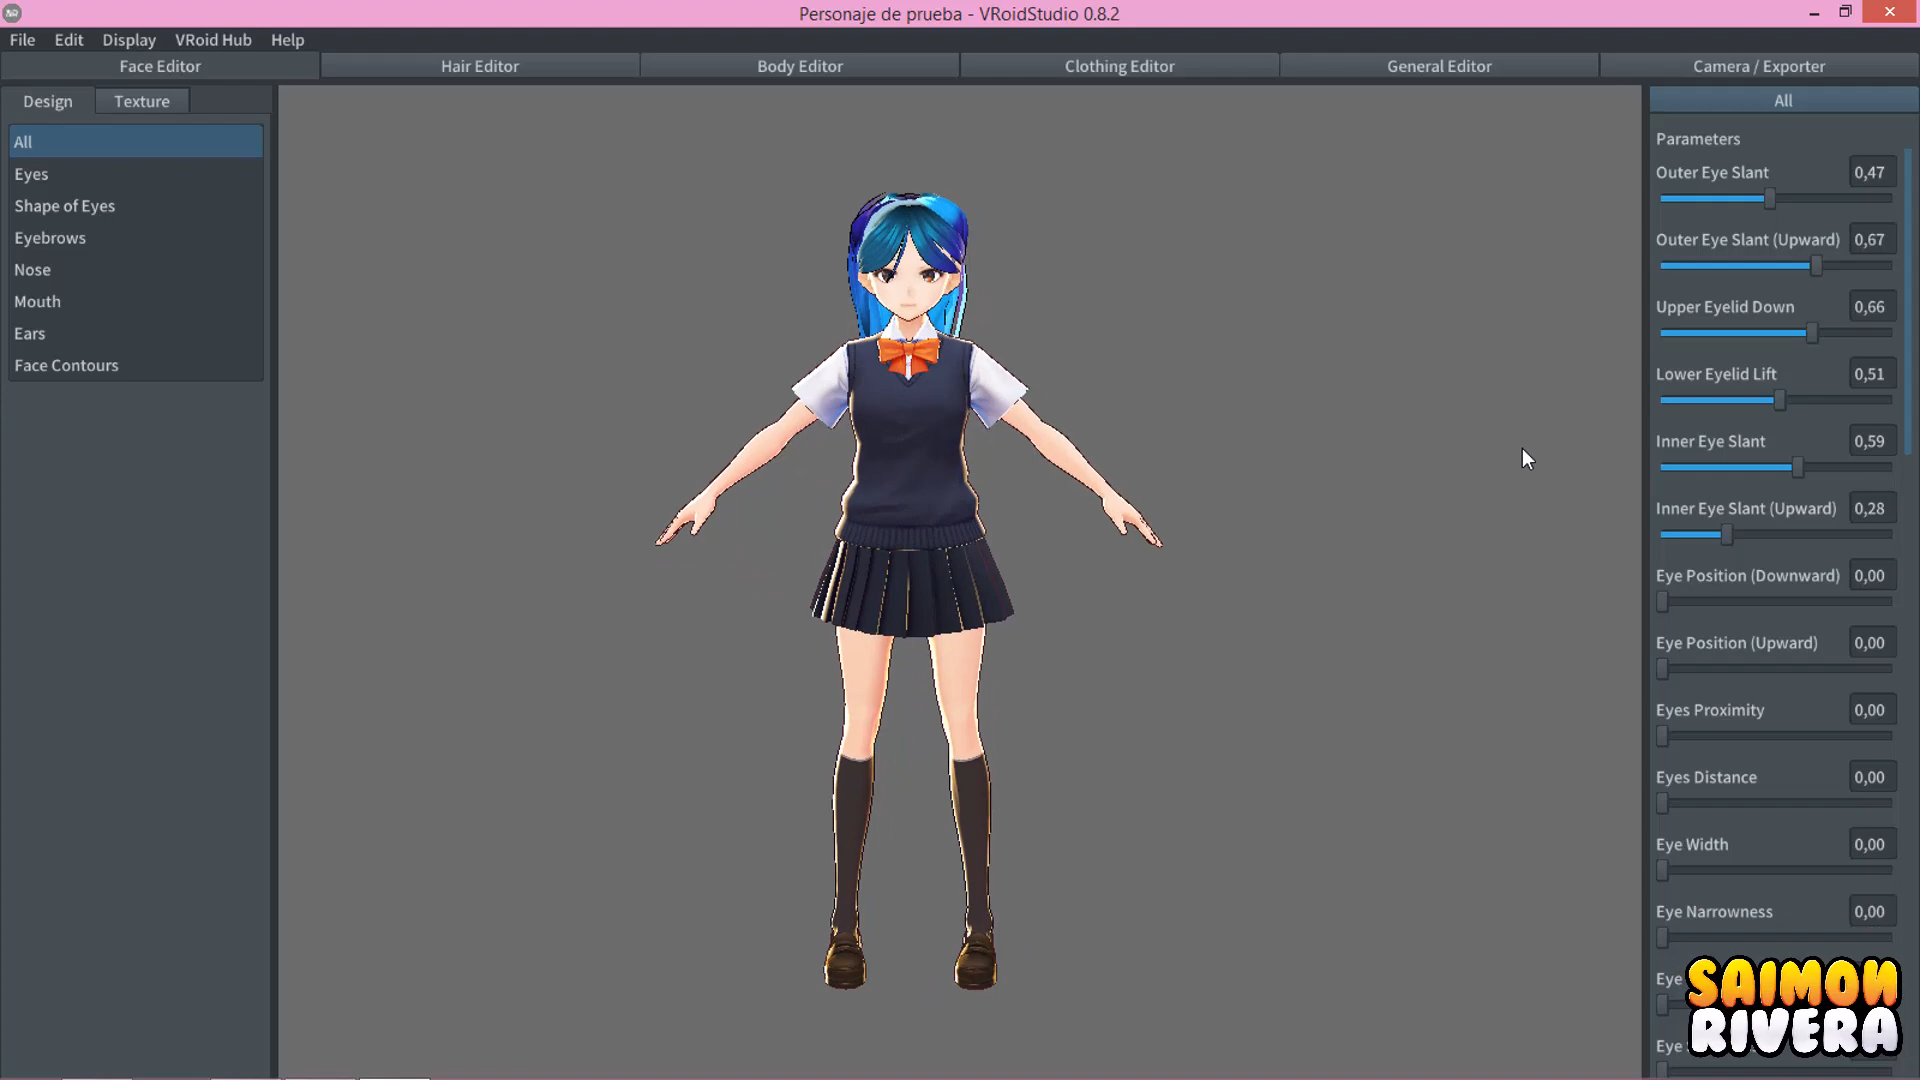 Personaje de prueba - VRoidStudio 0.8.2
File Edit Display VRoid Hub Help
Face Editor Hair Editor Body Editor Clothing Editor General Editor Camera / Exporter
Design Texture
All
Eyes
Shape of Eyes
Eyebrows
Nose
Mouth
Ears
Face Contours
All
Parameters
Outer Eye Slant 0,47
Outer Eye Slant (Upward) 0,67
Upper Eyelid Down 0,66
Lower Eyelid Lift 0,51
Inner Eye Slant 0,59
Inner Eye Slant (Upward) 0,28
Eye Position (Downward) 0,00
Eye Position (Upward) 0,00
Eyes Proximity 0,00
Eyes Distance 0,00
Eye Width 0,00
Eye Narrowness 0,00
Eye
Eye
SAIMON
RIVERA